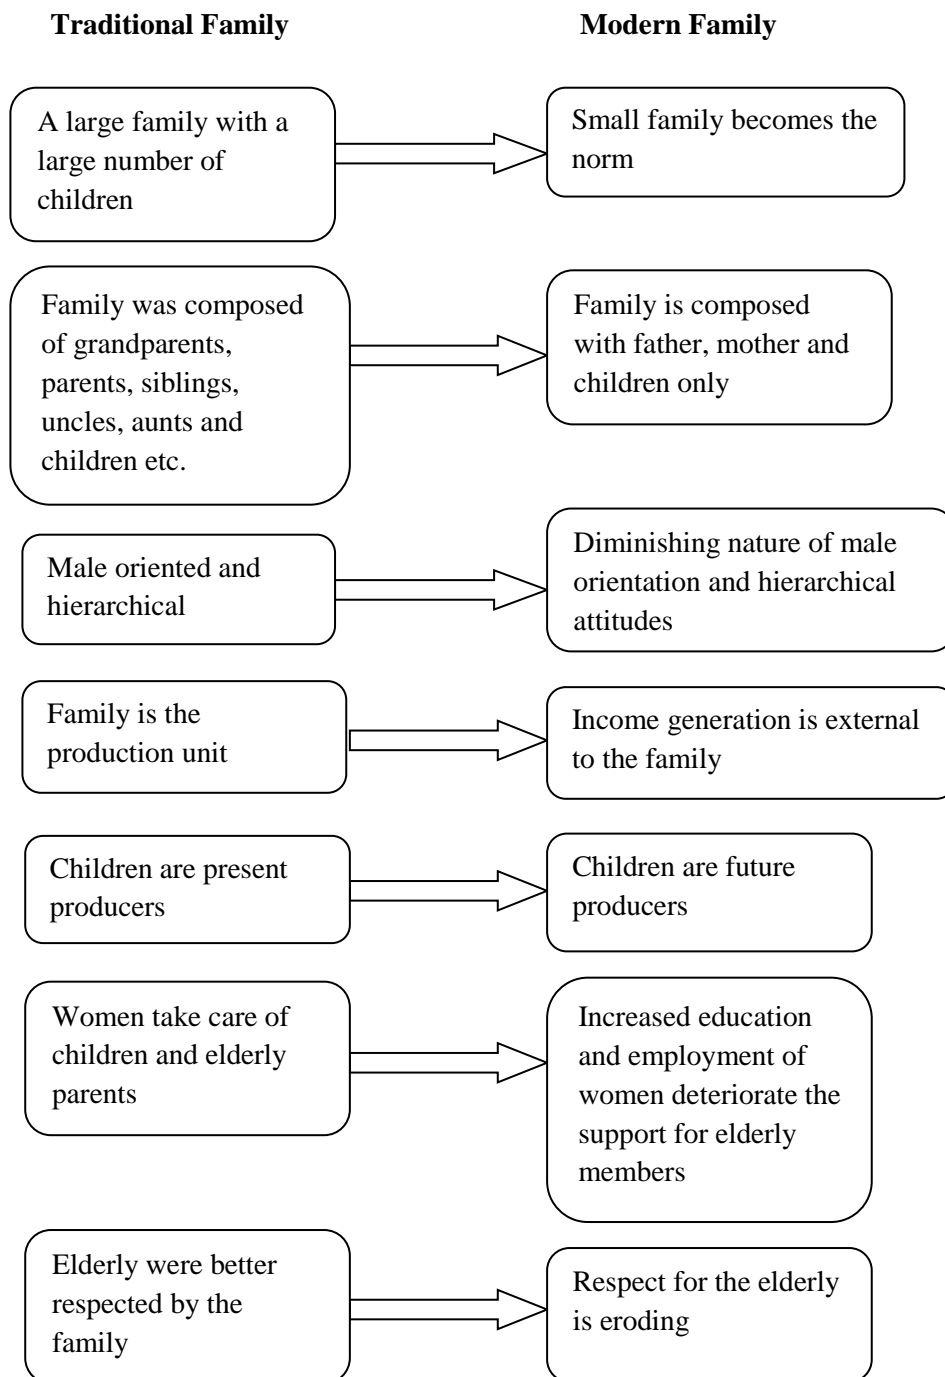 Traditional Family
Modern Family
A large family with a
large number of
children
Small family becomes the
norm
Family was composed
of grandparents,
parents, siblings,
uncles, aunts and
children etc.
Family is composed
with father, mother and
children only
Male oriented and
hierarchical
Diminishing nature of male
orientation and hierarchical
attitudes
Family is the
production unit
Income generation is external
to the family
Children are present
producers
Children are future
producers
Women take care of
children and elderly
parents
Increased education
and employment of
women deteriorate the
support for elderly
members
Elderly were better
respected by the
family
Respect for the elderly
is eroding